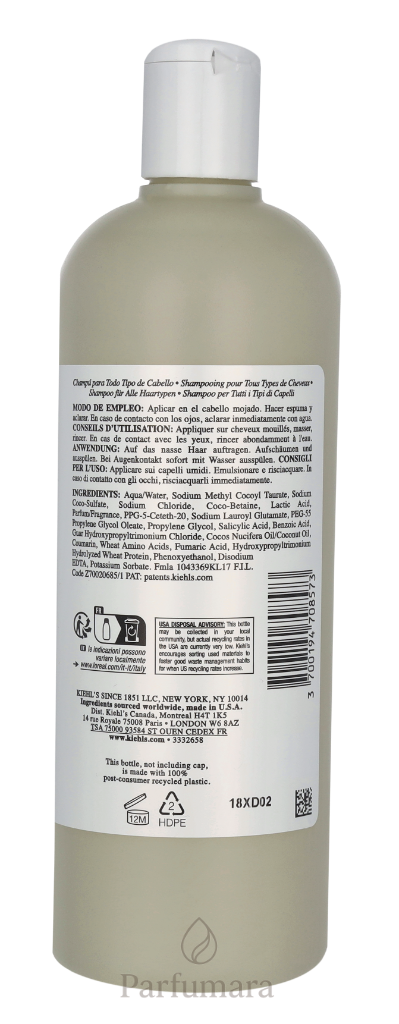 Champú para Todo Tipo de Cabello • Shampooing pour Tous Types de Cheveux •
Shampoo für Alle Haartypen • Shampoo per Tutti i Tipi di Capelli
MODO DE EMPLEO: Aplicar en el cabello mojado. Hacer espuma y
aclarar. En caso de contacto con los ojos, aclarar inmediatamente con agua.
CONSEILS D'UTILISATION: Appliquer sur cheveux mouillés, masser,
rincer. En cas de contact avec les yeux, rincer abondamment à l'eau.
ANWENDUNG: Auf das nasse Haar auftragen. Aufschäumen und
ausspülen. Bei Augenkontakt sofort mit Wasser ausspülen. CONSIGLI
PER L'USO: Applicare sui capelli umidi. Emulsionare e risciacquare. In
caso di contatto con gli occhi, risciacquarli immediatamente.
INGREDIENTS: Aqua/Water, Sodium Methyl Cocoyl Taurate, Sodium
Coco-Sulfate, Sodium Chloride, Coco-Betaine, Lactic Acid,
Parfum/Fragrance, PPG-5-Ceteth-20, Sodium Lauroyl Glutamate, PEG-55
Propylene Glycol Oleate, Propylene Glycol, Salicylic Acid, Benzoic Acid,
Guar Hydroxypropyltrimonium Chloride, Cocos Nucifera Oil/Coconut Oil,
Coumarin, Wheat Amino Acids, Fumaric Acid, Hydroxypropyltrimonium
Hydrolyzed Wheat Protein, Phenoxyethanol, Disodium
EDTA, Potassium Sorbate. Fmla 1043369KL17 F.I.L.
Code Z70020685/1 PAT: patents.kiehls.com
FR
le indicazioni possono
variare localmente
www.loreal.com/it-it/italy
USA DISPOSAL ADVISORY: This bottle
may be collected in your local
community, but actual recycling rates in
the USA are currently very low. Kiehl's
encourages sorting used materials to
foster good waste management habits
for when US recycling rates increase.
3 700194 708573
KIEHL'S SINCE 1851 LLC, NEW YORK, NY 10014
Ingredients sourced worldwide, made in U.S.A.
Dist. Kiehl's Canada, Montreal H4T 1K5
14 rue Royale 75008 Paris • LONDON W6 8AZ
TSA 75000 93584 ST OUEN CEDEX FR
www.kiehls.com • 3332658
This bottle, not including cap,
is made with 100%
post-consumer recycled plastic.
12M
2
HDPE
18XD02
Parfumara